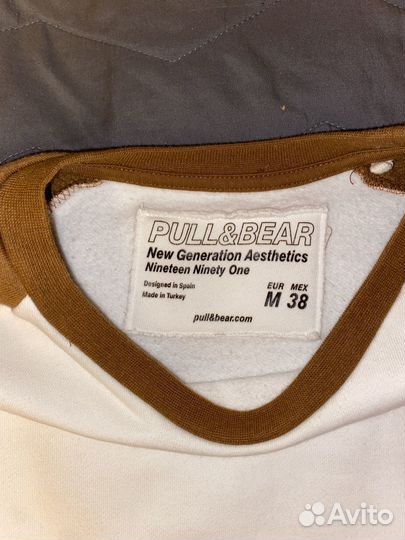 PULL&BEAR
New Generation Aesthetics
Nineteen Ninety One
Designed in Spain
Made in Turkey
EUR MEX
M 38
pull&bear.com
Avito